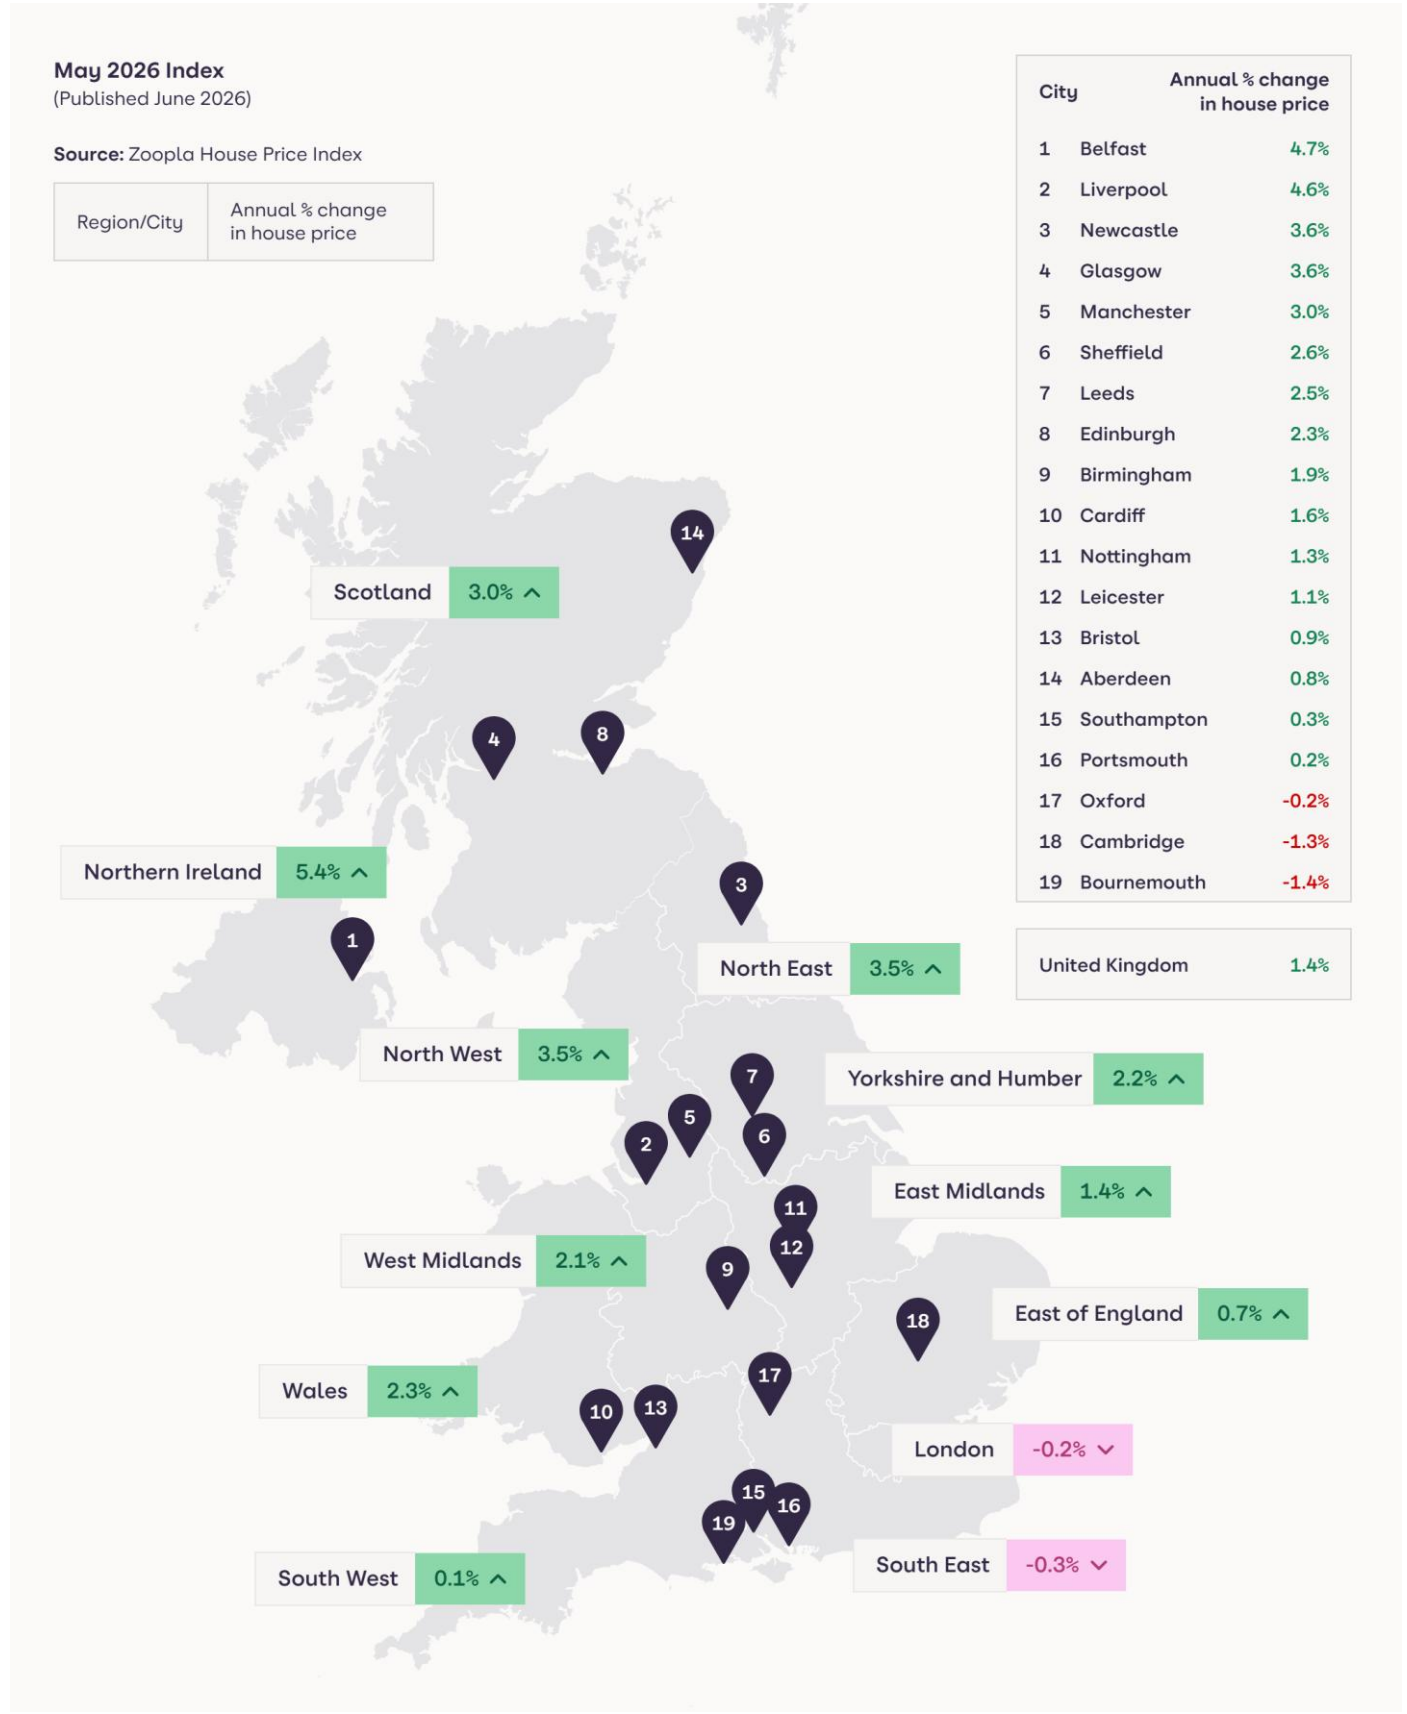 May 2026 Index
(Published June 2026)
Source: Zoopla House Price Index
Region/City
Annual % change
in house price
City
Annual % change
in house price
1 Belfast 4.7%
2 Liverpool 4.6%
3 Newcastle 3.6%
4 Glasgow 3.6%
5 Manchester 3.0%
6 Sheffield 2.6%
7 Leeds 2.5%
8 Edinburgh 2.3%
9 Birmingham 1.9%
10 Cardiff 1.6%
11 Nottingham 1.3%
12 Leicester 1.1%
13 Bristol 0.9%
14 Aberdeen 0.8%
15 Southampton 0.3%
16 Portsmouth 0.2%
17 Oxford -0.2%
18 Cambridge -1.3%
19 Bournemouth -1.4%
United Kingdom 1.4%
14
Scotland 3.0%
4
8
Northern Ireland 5.4%
3
1
North East 3.5%
North West 3.5%
7
Yorkshire and Humber 2.2%
5
6
2
East Midlands 1.4%
11
12
West Midlands 2.1%
9
East of England 0.7%
18
17
Wales 2.3%
10
13
London -0.2%
15
16
19
South East -0.3%
South West 0.1%